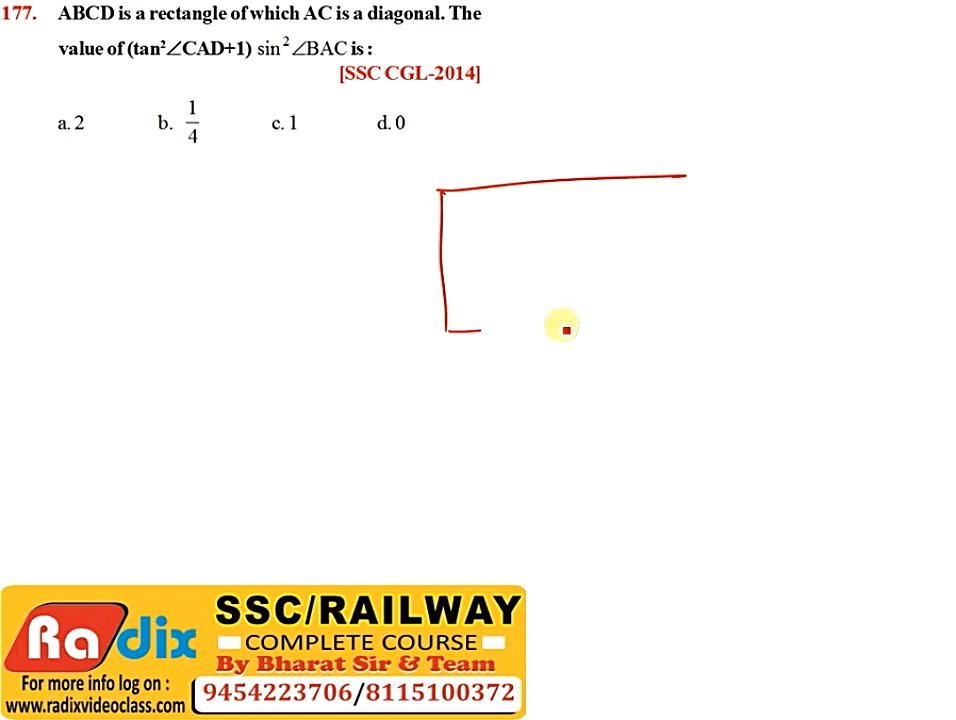 177. ABCD is a rectangle of which AC is a diagonal. The
value of (tan²∠CAD+1) sin²∠BAC is :
[SSC CGL-2014]
a. 2 b. 1/4 c. 1 d. 0
Radix
SSC/RAILWAY
COMPLETE COURSE
By Bharat Sir & Team
For more info log on :
www.radixvideoclass.com
9454223706/8115100372